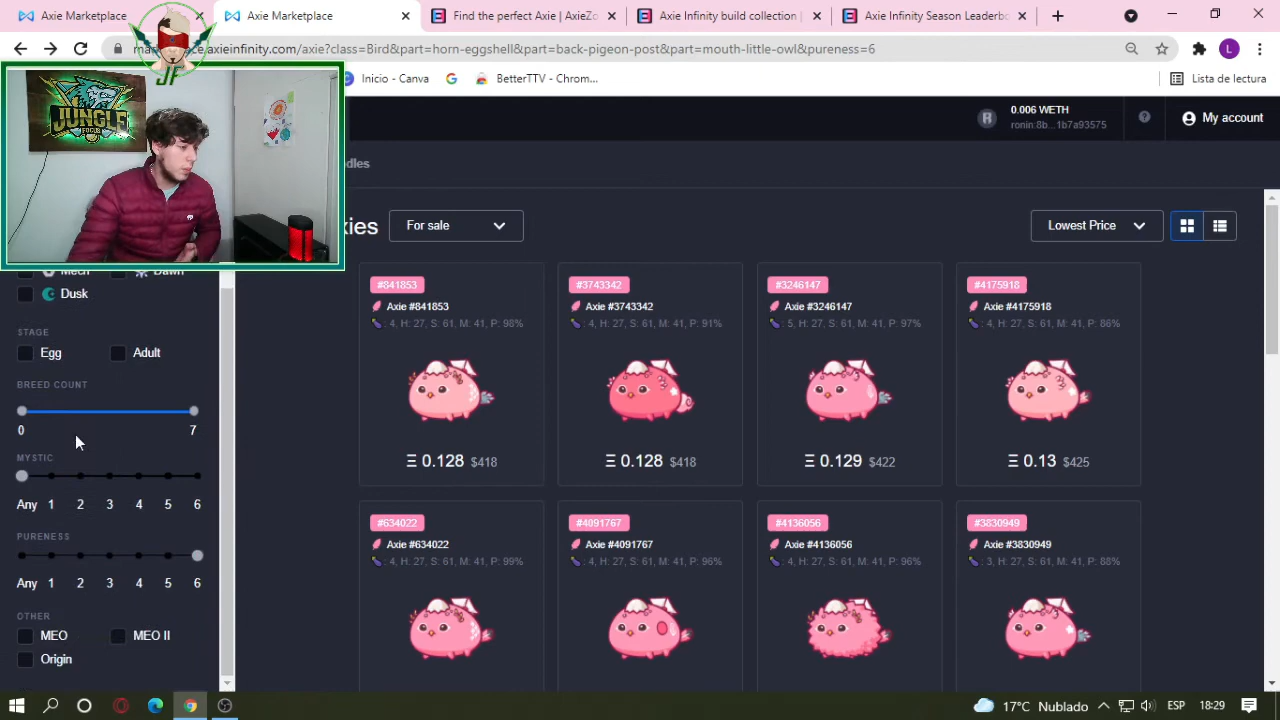 Axie Marketplace
Axie Marketplace
Find the perfect Axie | AxieZo
Axie Infinity build collection |
Axie Infinity Season Leaderbo
.axieinfinity.com/axie?class=Bird&part=horn-eggshell&part=back-pigeon-post&part=mouth-little-owl&pureness=6
L
Inicio - Canva
BetterTTV - Chrom...
Lista de lectura
JF
JUNGLE
FOCUS
0.006 WETH
ronin:8b...1b7a93575
My account
For sale
Lowest Price
Mech
Dawn
Dusk
STAGE
Egg
Adult
BREED COUNT
0
7
MYSTIC
Any 1 2 3 4 5 6
PURENESS
Any 1 2 3 4 5 6
OTHER
MEO
MEO II
Origin
#841853
Axie #841853
: 4, H: 27, S: 61, M: 41, P: 98%
Ξ 0.128 $418
#3743342
Axie #3743342
: 4, H: 27, S: 61, M: 41, P: 91%
Ξ 0.128 $418
#3246147
Axie #3246147
: 5, H: 27, S: 61, M: 41, P: 97%
Ξ 0.129 $422
#4175918
Axie #4175918
: 4, H: 27, S: 61, M: 41, P: 86%
Ξ 0.13 $425
#634022
Axie #634022
: 4, H: 27, S: 61, M: 41, P: 99%
#4091767
Axie #4091767
: 4, H: 27, S: 61, M: 41, P: 96%
#4136056
Axie #4136056
: 4, H: 27, S: 61, M: 41, P: 96%
#3830949
Axie #3830949
: 3, H: 27, S: 61, M: 41, P: 88%
17°C Nublado
ESP
18:29